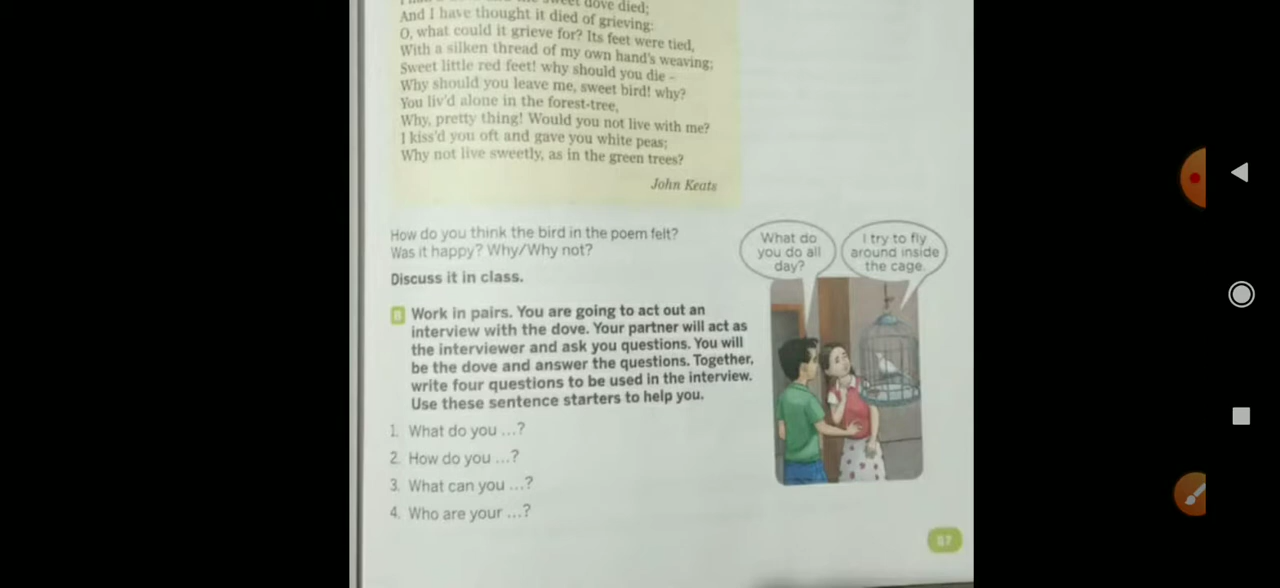 sweet dove died;
And I have thought it died of grieving:
O, what could it grieve for? Its feet were tied,
With a silken thread of my own hand's weaving;
Sweet little red feet! why should you die –
Why should you leave me, sweet bird! why?
You liv'd alone in the forest-tree,
Why, pretty thing! Would you not live with me?
I kiss'd you oft and gave you white peas;
Why not live sweetly, as in the green trees?
John Keats
How do you think the bird in the poem felt?
Was it happy? Why/Why not?
Discuss it in class.
B Work in pairs. You are going to act out an
interview with the dove. Your partner will act as
the interviewer and ask you questions. You will
be the dove and answer the questions. Together,
write four questions to be used in the interview.
Use these sentence starters to help you.
1. What do you ...?
2. How do you ...?
3. What can you ...?
4. Who are your ...?
What do
you do all
day?
I try to fly
around inside
the cage.
57